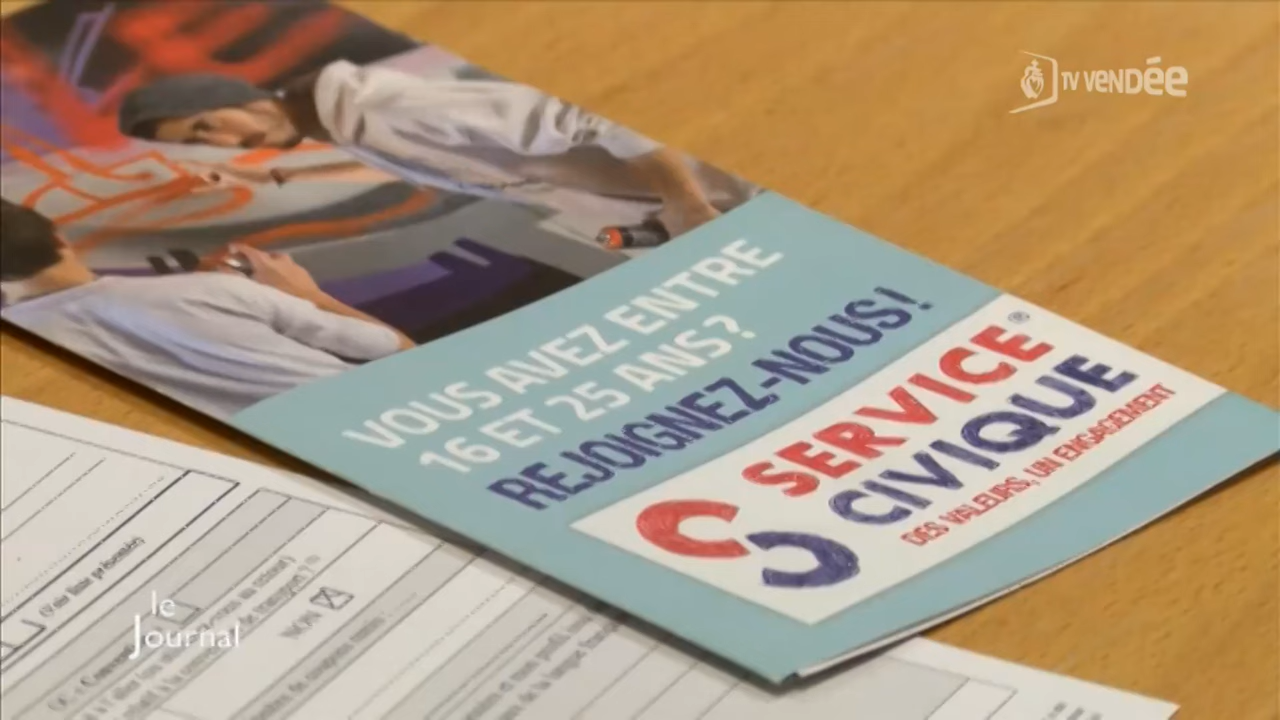 TV VENDÉE
VOUS AVEZ ENTRE
16 ET 25 ANS ?
REJOIGNEZ-NOUS !
SERVICE
CIVIQUE®
DES VALEURS, UN ENGAGEMENT
NON
le
Journal